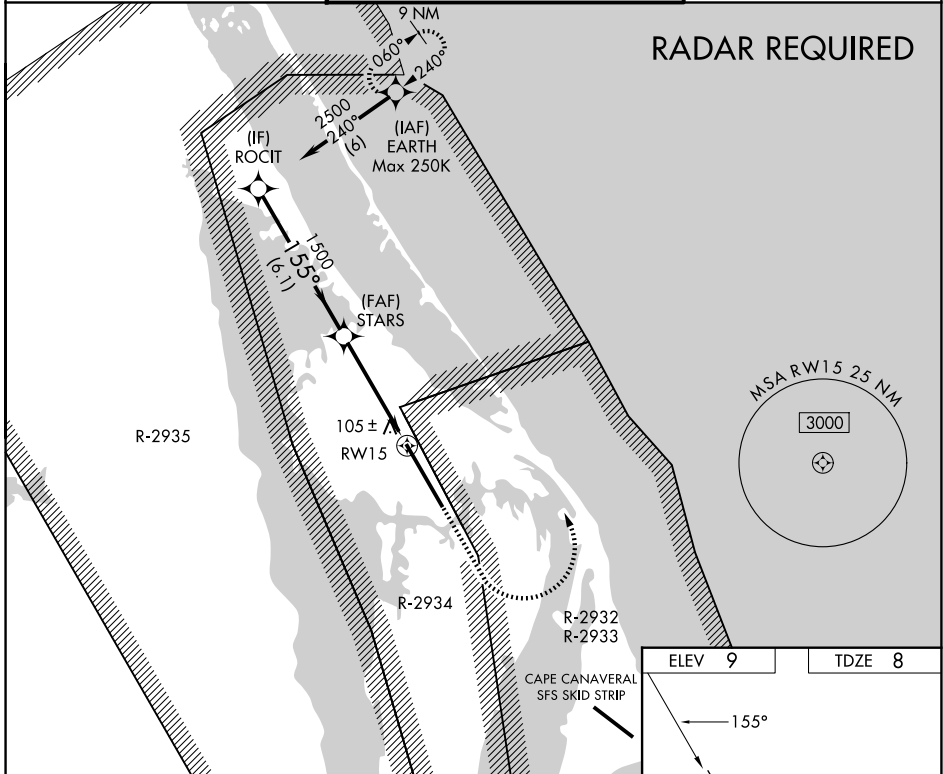 9 NM
RADAR REQUIRED
060°
240°
2500
240°
(6)
(IAF)
EARTH
Max 250K
(IF)
ROCIT
1500
155°
(6.1)
(FAF)
STARS
MSA RW15 25 NM
3000
105 ±
RW15
R-2935
R-2934
R-2932
R-2933
CAPE CANAVERAL
SFS SKID STRIP
ELEV 9
TDZE 8
155°